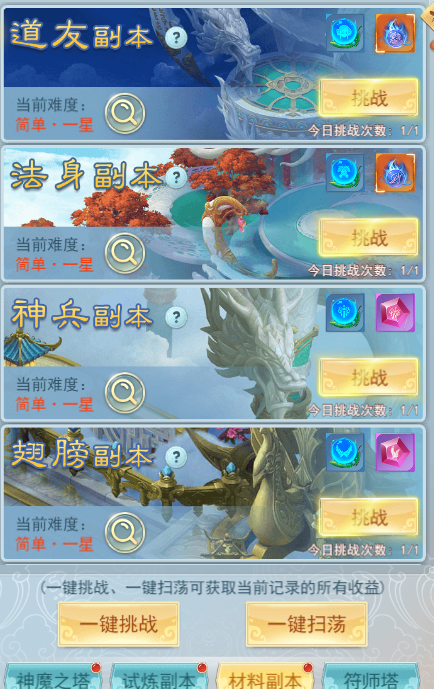 道友副本 ?
当前难度：
简单·一星
挑战
今日挑战次数：1/1
法身副本 ?
当前难度：
简单·一星
挑战
今日挑战次数：1/1
神兵副本 ?
当前难度：
简单·一星
挑战
今日挑战次数：1/1
翅膀副本 ?
当前难度：
简单·一星
挑战
今日挑战次数：1/1
(一键挑战、一键扫荡可获取当前记录的所有收益)
一键挑战 一键扫荡
神魔之塔 试炼副本 材料副本 符师塔